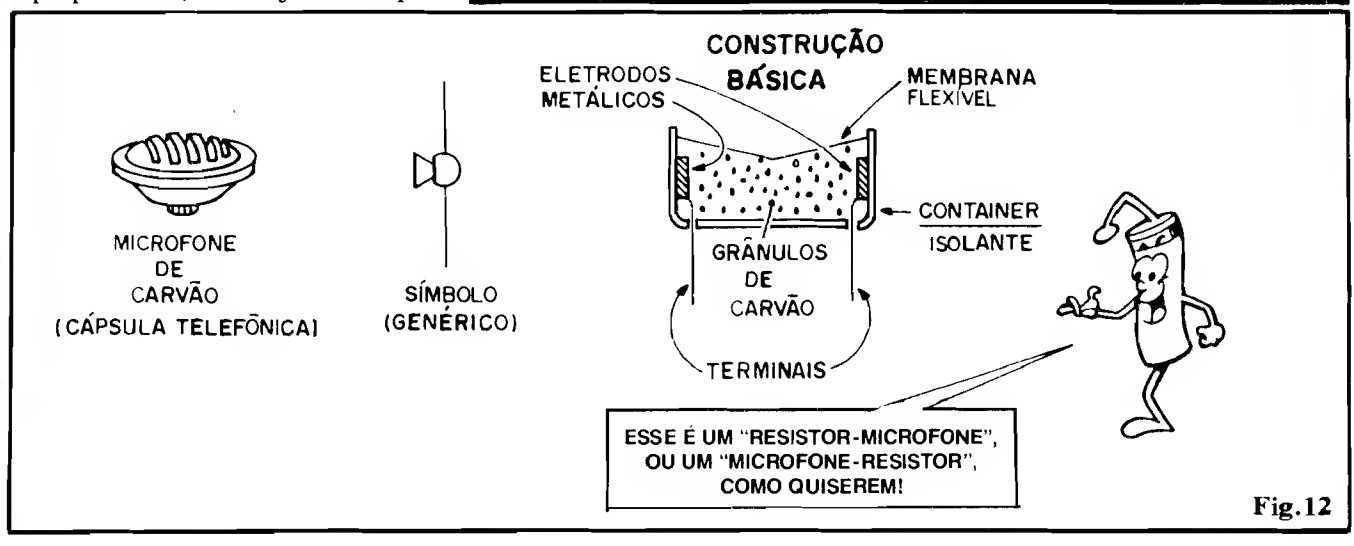 CONSTRUÇÃO
BÁSICA
ELETRODOS
METÁLICOS
MEMBRANA
FLEXÍVEL
CONTAINER
ISOLANTE
GRÂNULOS
DE
CARVÃO
TERMINAIS
MICROFONE
DE
CARVÃO
(CÁPSULA TELEFÔNICA)
SÍMBOLO
(GENÉRICO)
ESSE É UM "RESISTOR-MICROFONE",
OU UM "MICROFONE-RESISTOR",
COMO QUISEREM!
Fig.12